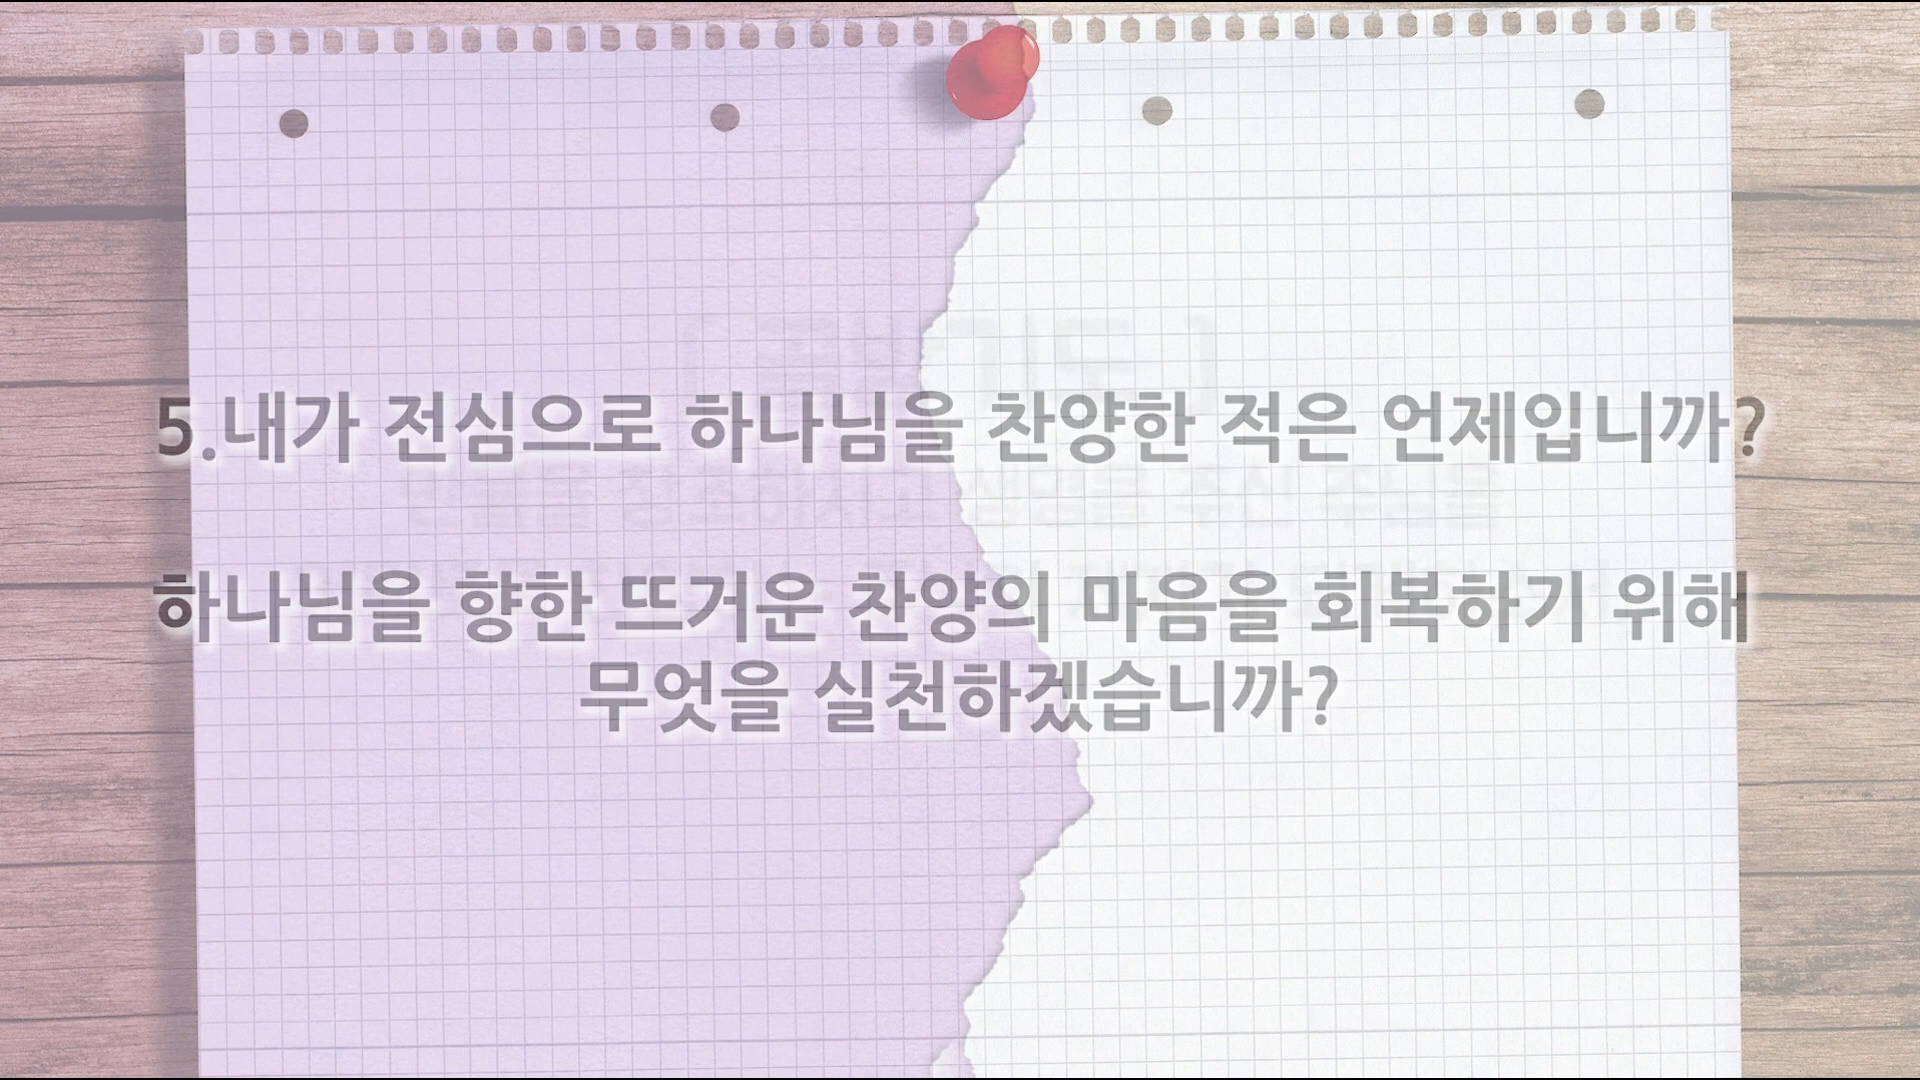 5.내가 전심으로 하나님을 찬양한 적은 언제입니까?
하나님을 향한 뜨거운 찬양의 마음을 회복하기 위해
무엇을 실천하겠습니까?